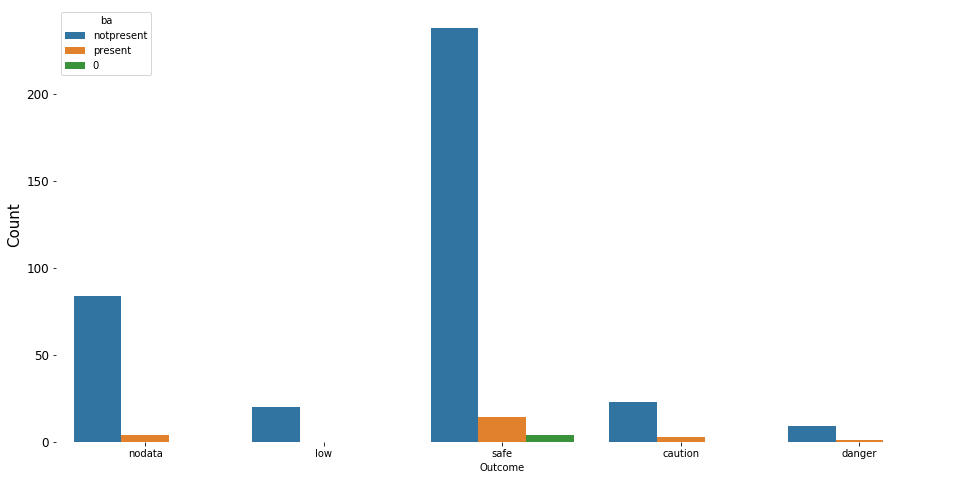 ba
notpresent
present
0
Count
200
150
100
50
0
nodata low safe caution danger
Outcome